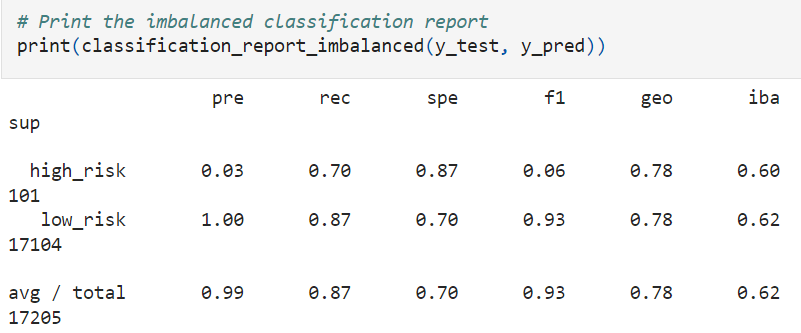 # Print the imbalanced classification report
print(classification_report_imbalanced(y_test, y_pred))
pre rec spe f1 geo iba
sup
high_risk 0.03 0.70 0.87 0.06 0.78 0.60
101
low_risk 1.00 0.87 0.70 0.93 0.78 0.62
17104
avg / total 0.99 0.87 0.70 0.93 0.78 0.62
17205